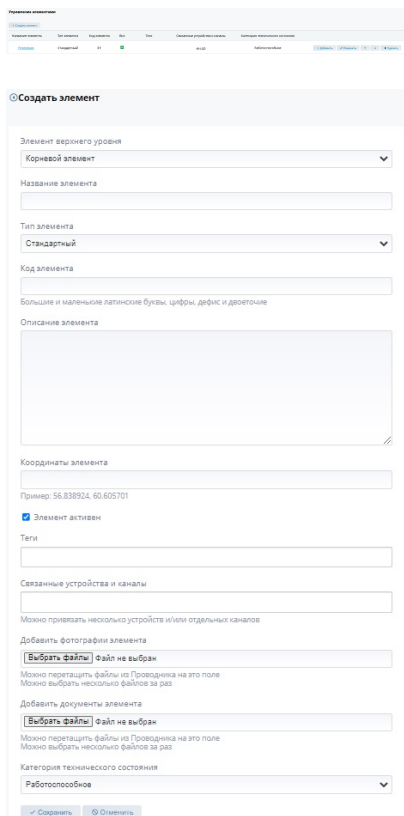 Управление элементами
+ Создать элемент
Название элемента Тип элемента Код элемента Вкл Теги Связанные устройства и каналы Категория технического состояния
Стандартный Работоспособное + Добавить Изменить Удалить
Создать элемент
Элемент верхнего уровня
Корневой элемент
Название элемента
Тип элемента
Стандартный
Код элемента
Большие и маленькие латинские буквы, цифры, дефис и двоеточие
Описание элемента
Координаты элемента
Пример: 56.838924, 60.605701
Элемент активен
Теги
Связанные устройства и каналы
Можно привязать несколько устройств и/или отдельных каналов
Добавить фотографии элемента
Выбрать файлы Файл не выбран
Можно перетащить файлы из Проводника на это поле
Можно выбрать несколько файлов за раз
Добавить документы элемента
Выбрать файлы Файл не выбран
Можно перетащить файлы из Проводника на это поле
Можно выбрать несколько файлов за раз
Категория технического состояния
Работоспособное
Сохранить Отменить